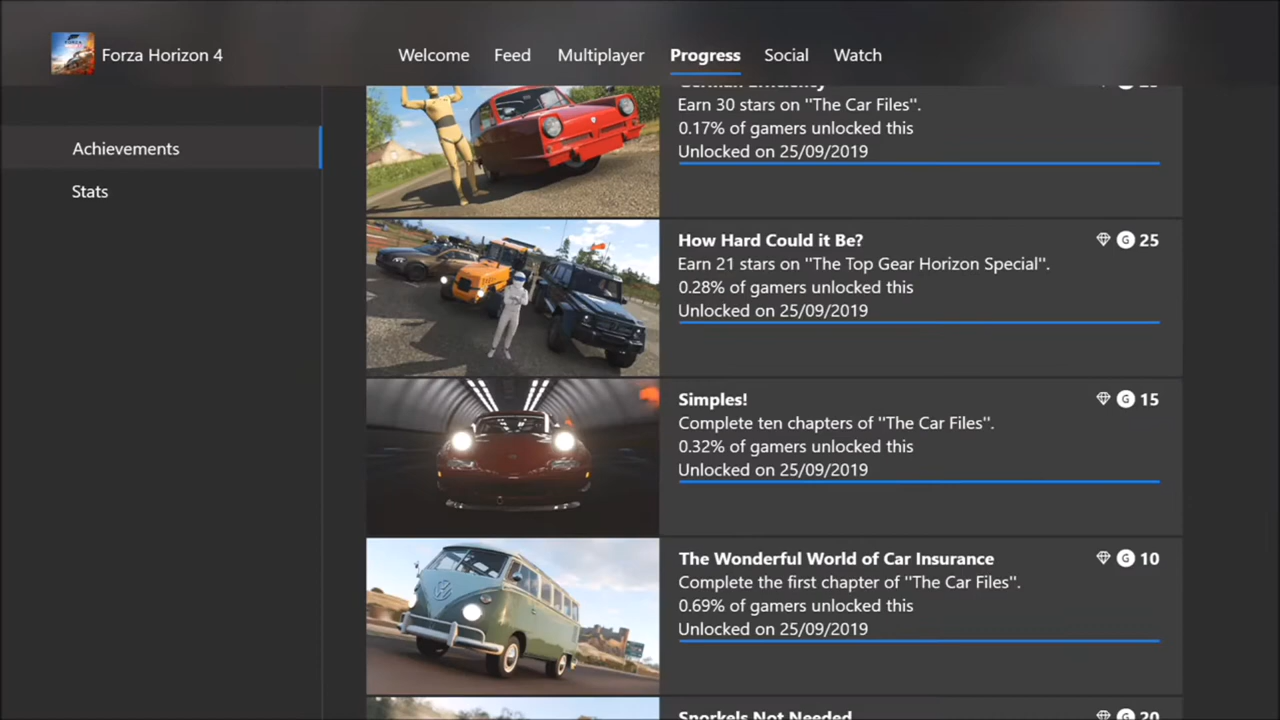 Forza Horizon 4
Welcome Feed Multiplayer Progress Social Watch
Achievements
Stats
German Efficiency
Earn 30 stars on "The Car Files".
0.17% of gamers unlocked this
Unlocked on 25/09/2019
How Hard Could it Be? G 25
Earn 21 stars on "The Top Gear Horizon Special".
0.28% of gamers unlocked this
Unlocked on 25/09/2019
Simples! G 15
Complete ten chapters of "The Car Files".
0.32% of gamers unlocked this
Unlocked on 25/09/2019
The Wonderful World of Car Insurance G 10
Complete the first chapter of "The Car Files".
0.69% of gamers unlocked this
Unlocked on 25/09/2019
Snorkels Not Needed G 20